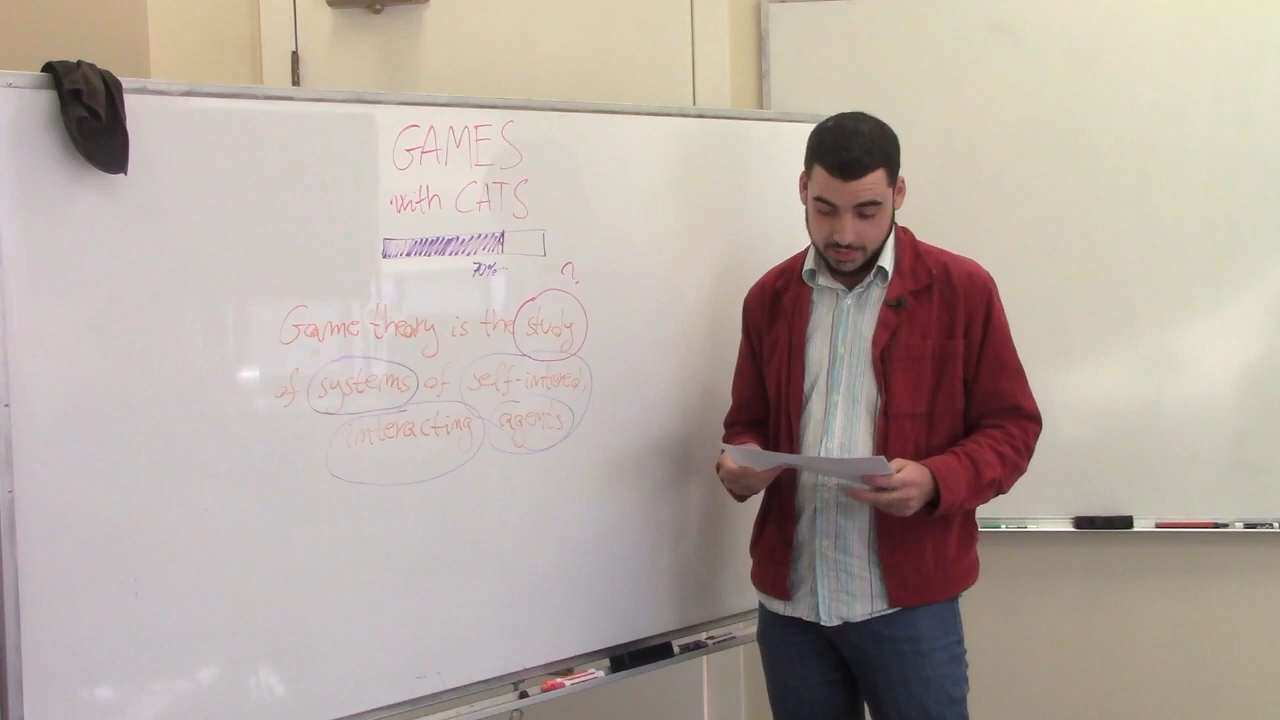 GAMES
with CATS
70%...
?
Game theory is the study
of systems of self-interested,
interacting agents